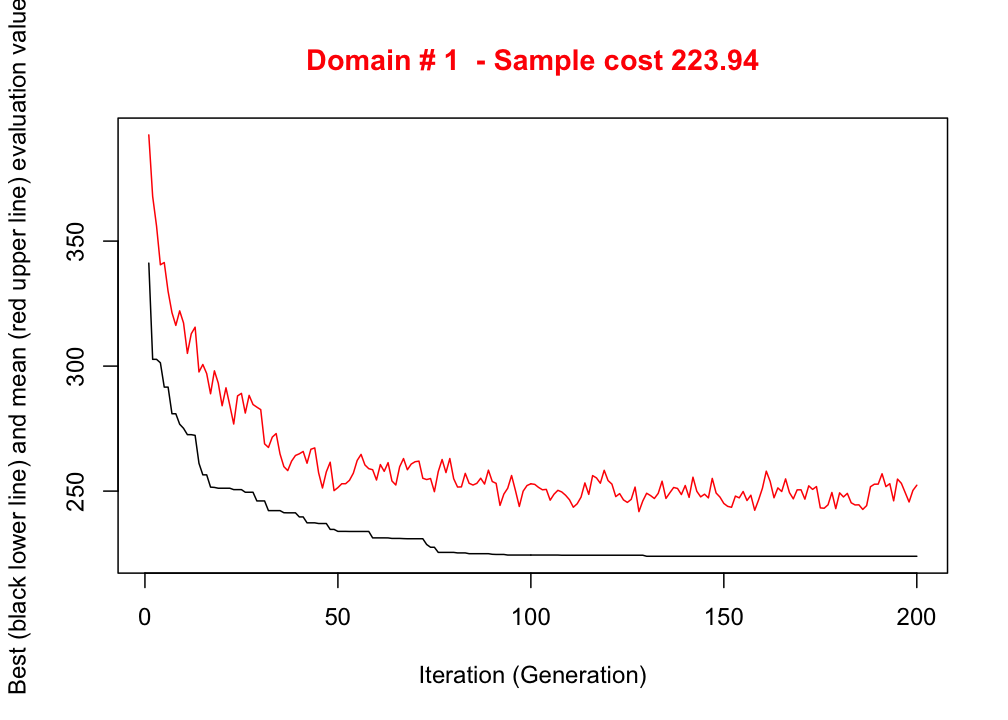 Domain # 1  - Sample cost 223.94
Best (black lower line) and mean (red upper line) evaluation value
350
300
250
0
50
100
150
200
Iteration (Generation)